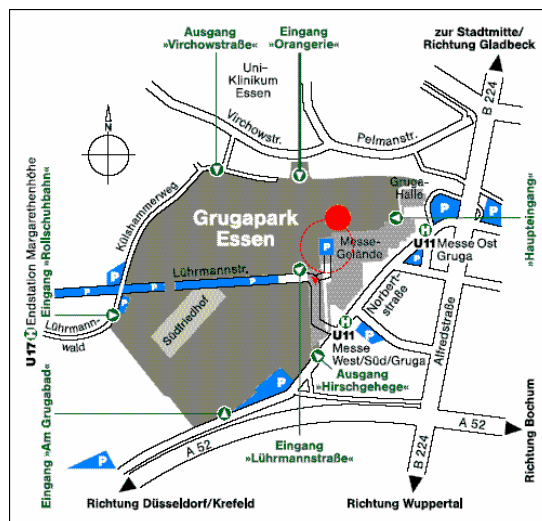 Ausgang
»Virchowstraße«
Eingang
»Orangerie«
zur Stadtmitte/
Richtung Gladbeck
Uni-
Klinikum
Essen
Virchowstr.
Pelmanstr.
B 224
Külshammerweg
Gruga-
Halle
P
Grugapark
Essen
P
Messe-
Gelände
H
U11 Messe Ost
Gruga
P
»Haupteingang«
U17 H Endstation Margarethenhöhe
Eingang »Rollschuhbahn«
P
Lührmannstr.
P
P
P
P
P
Norbert-
straße
Lührmann-
wald
Südfriedhof
H
U11
Messe
West/Süd/Gruga
P
Alfredstraße
Ausgang
»Hirschgehege«
P
Eingang »Am Grugabad«
P
A 52
Eingang
»Lührmannstraße«
B 224
A 52
Richtung Bochum
Richtung Düsseldorf/Krefeld
Richtung Wuppertal